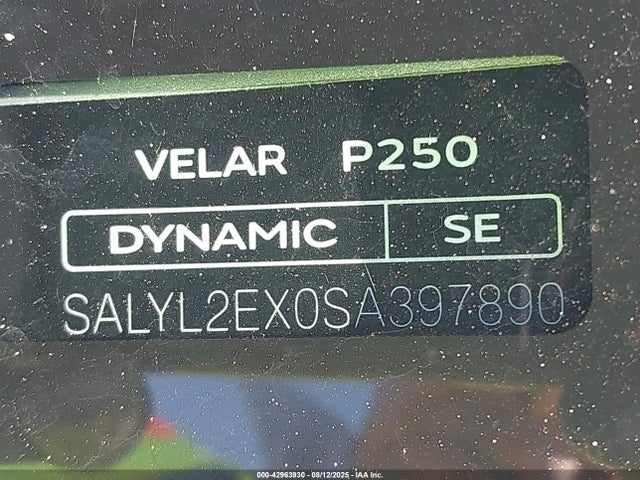 VELAR P250
DYNAMIC SE
SALYL2EX0SA397890
000-42963930 - 08/12/2025 - IAA Inc.